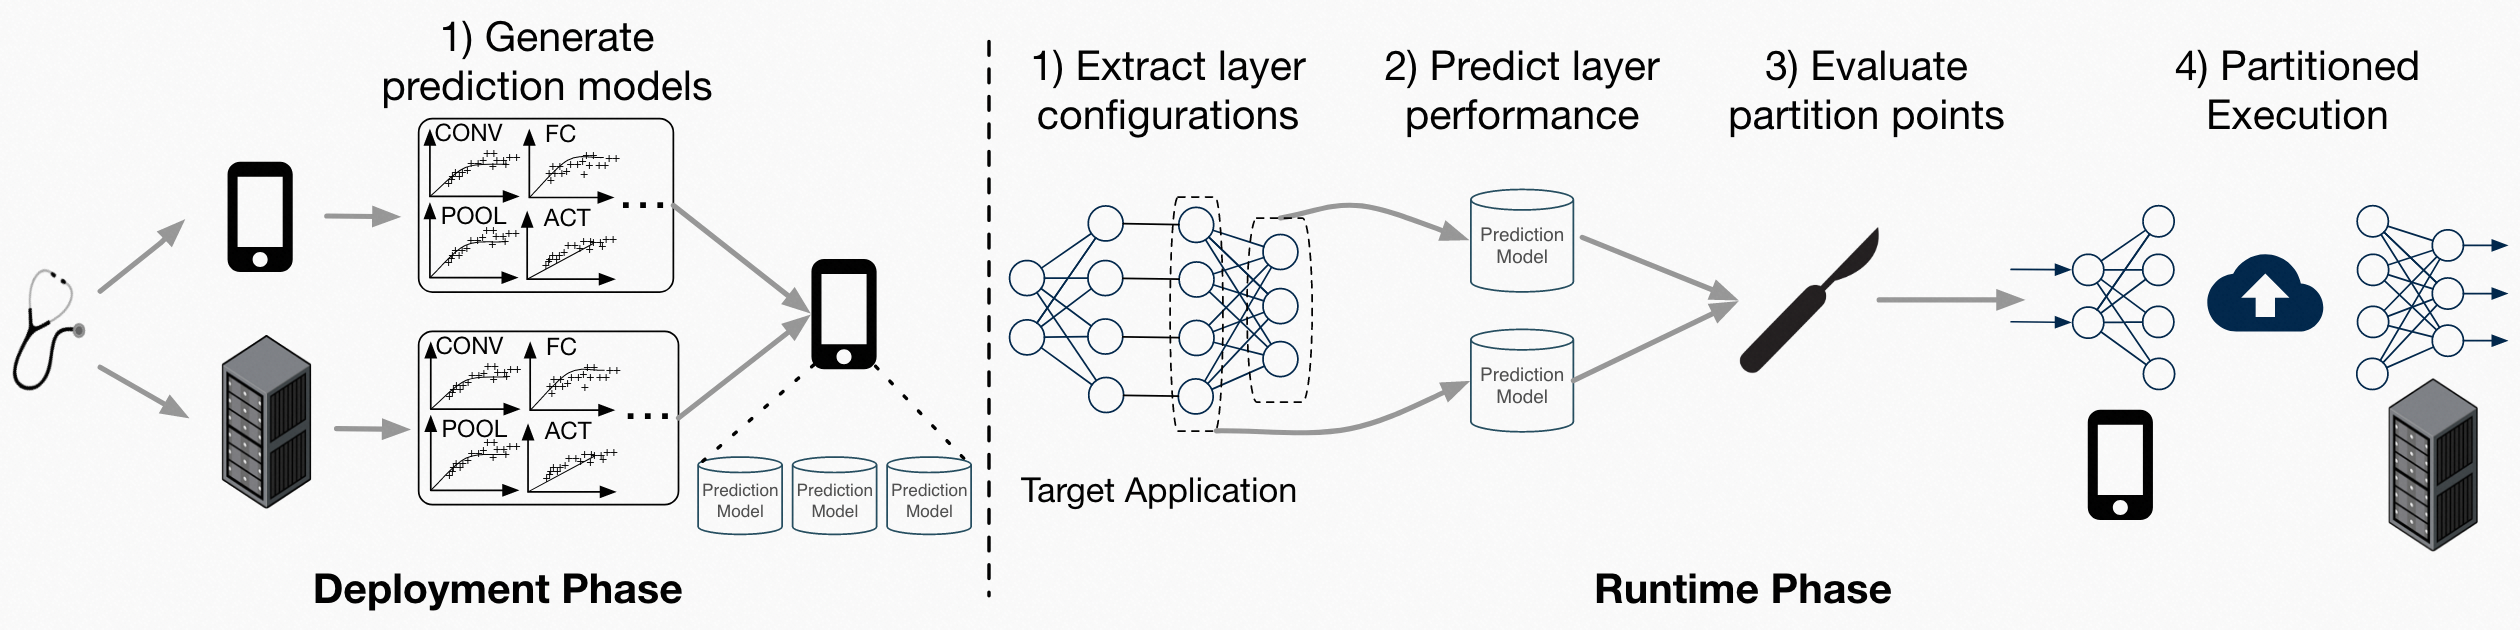 1) Generate
prediction models
CONV
FC
POOL
ACT
...
CONV
FC
POOL
ACT
...
Prediction
Model
Prediction
Model
Prediction
Model
Deployment Phase
1) Extract layer
configurations
2) Predict layer
performance
3) Evaluate
partition points
4) Partitioned
Execution
Prediction
Model
Prediction
Model
Target Application
Runtime Phase